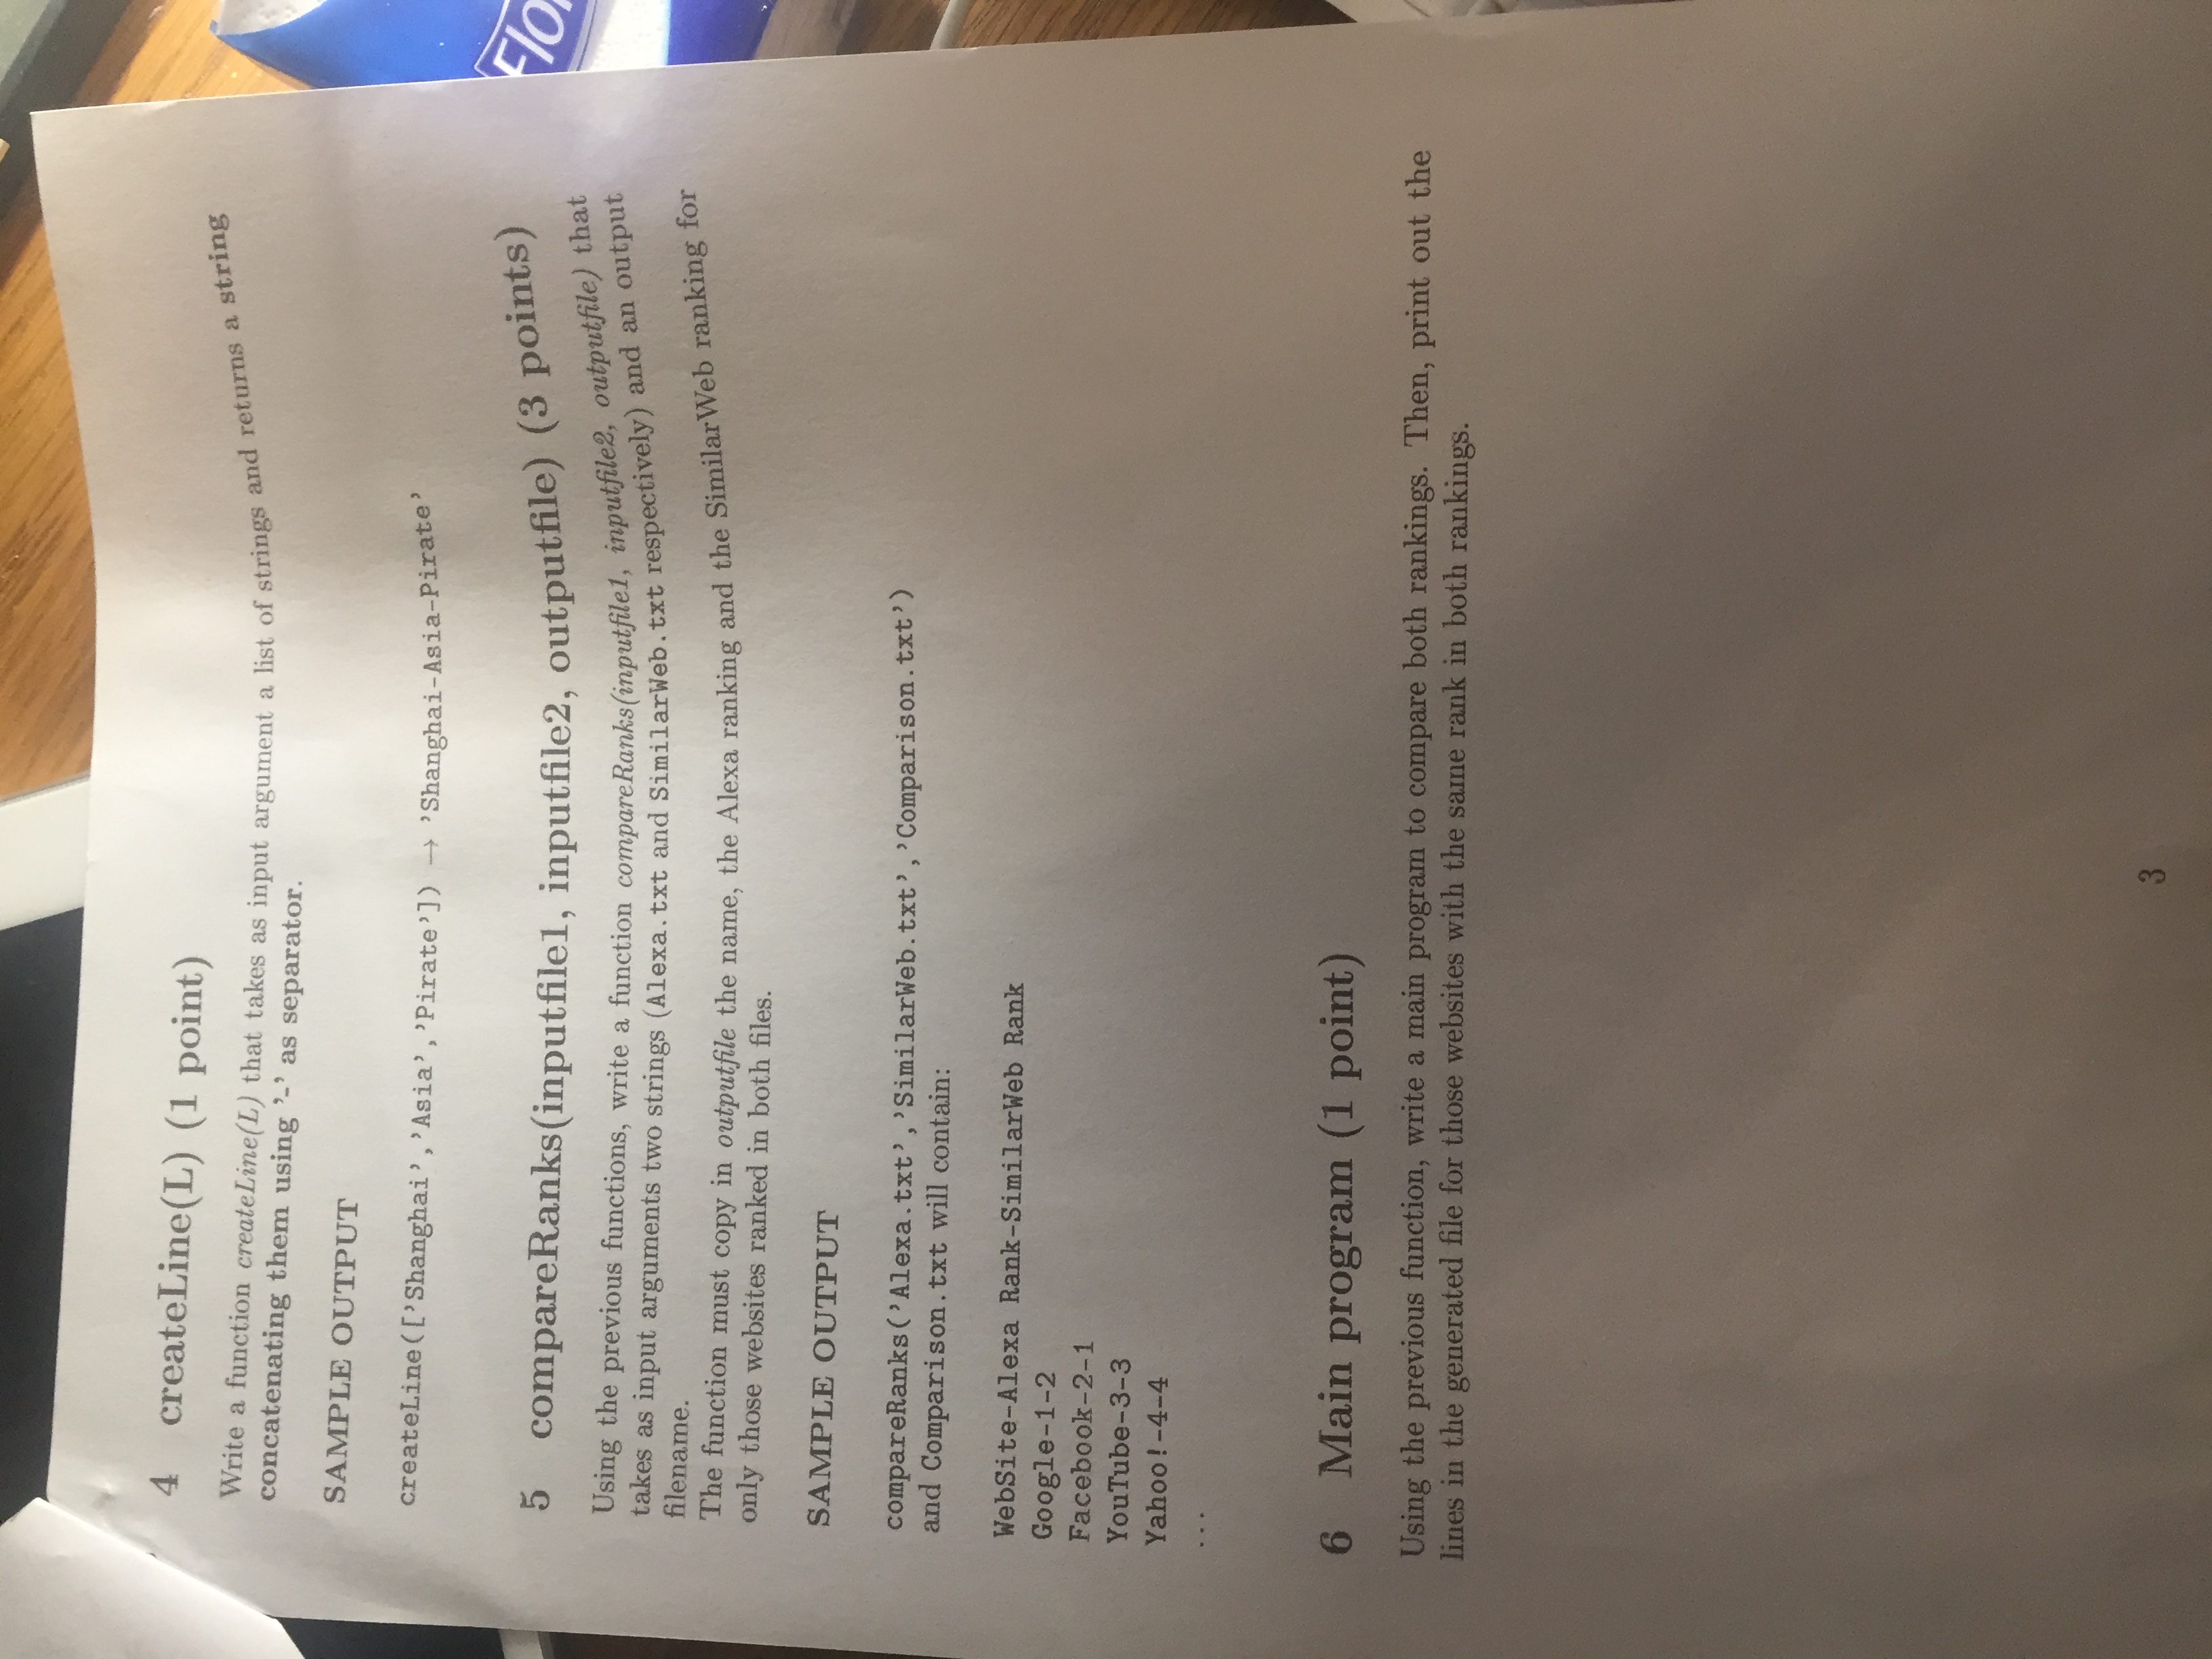 4 createLine(L) (1 point)
Write a function createLine(L) that takes as input argument a list of strings and returns a string
concatenating them using ’-’ as separator.
SAMPLE OUTPUT
createLine([’Shanghai’,’Asia’,’Pirate’]) → ’Shanghai-Asia-Pirate’
5 compareRanks(inputfile1, inputfile2, outputfile) (3 points)
Using the previous functions, write a function compareRanks(inputfile1, inputfile2, outputfile) that
takes as input arguments two strings (Alexa.txt and SimilarWeb.txt respectively) and an output
filename.
The function must copy in outputfile the name, the Alexa ranking and the SimilarWeb ranking for
only those websites ranked in both files.
SAMPLE OUTPUT
compareRanks(’Alexa.txt’,’SimilarWeb.txt’,’Comparison.txt’)
and Comparison.txt will contain:
WebSite-Alexa Rank-SimilarWeb Rank
Google-1-2
Facebook-2-1
YouTube-3-3
Yahoo!-4-4
...
6 Main program (1 point)
Using the previous function, write a main program to compare both rankings. Then, print out the
lines in the generated file for those websites with the same rank in both rankings.
3